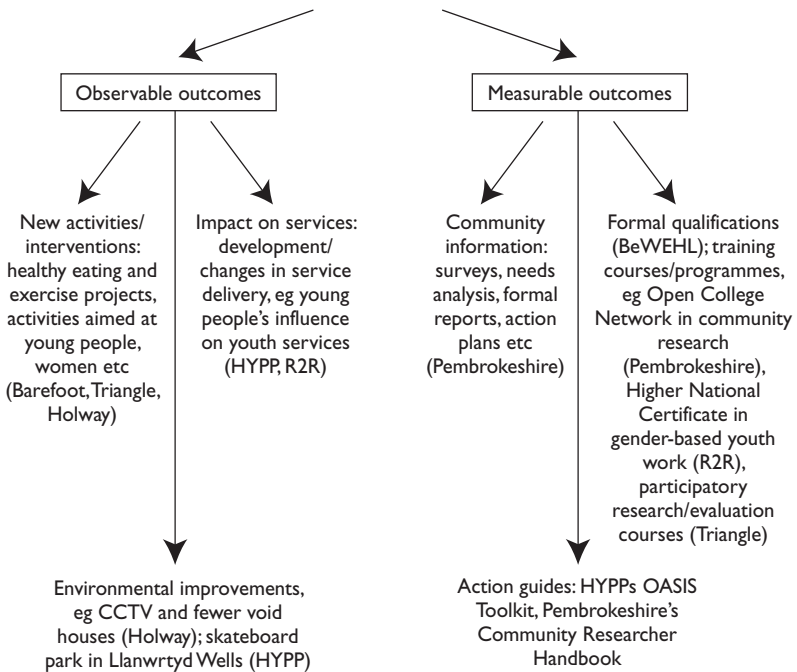 Observable outcomes
Measurable outcomes
New activities/
interventions:
healthy eating and
exercise projects,
activities aimed at
young people,
women etc
(Barefoot, Triangle,
Holway)
Impact on services:
development/
changes in service
delivery, eg young
people's influence
on youth services
(HYPP, R2R)
Community
information:
surveys, needs
analysis, formal
reports, action
plans etc
(Pembrokeshire)
Formal qualifications
(BeWEHL); training
courses/programmes,
eg Open College
Network in community
research
(Pembrokeshire),
Higher National
Certificate in
gender-based youth
work (R2R),
participatory
research/evaluation
courses (Triangle)
Environmental improvements,
eg CCTV and fewer void
houses (Holway); skateboard
park in Llanwrtyd Wells (HYPP)
Action guides: HYPPs OASIS
Toolkit, Pembrokeshire's
Community Researcher
Handbook